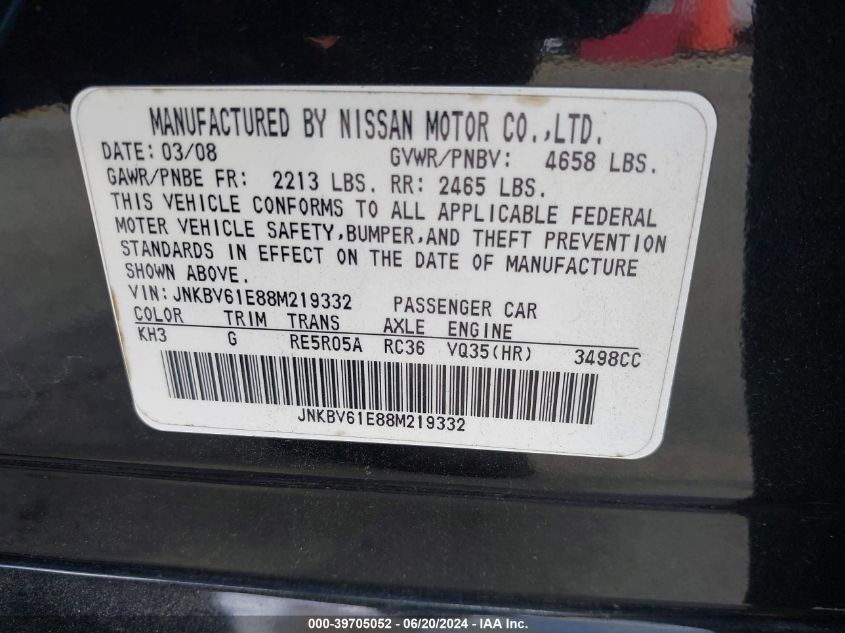 MANUFACTURED BY NISSAN MOTOR CO.,LTD.
DATE: 03/08 GVWR/PNBV: 4658 LBS.
GAWR/PNBE FR: 2213 LBS. RR: 2465 LBS.
THIS VEHICLE CONFORMS TO ALL APPLICABLE FEDERAL
MOTER VEHICLE SAFETY,BUMPER,AND THEFT PREVENTION
STANDARDS IN EFFECT ON THE DATE OF MANUFACTURE
SHOWN ABOVE.
VIN:JNKBV61E88M219332 PASSENGER CAR
COLOR TRIM TRANS AXLE ENGINE
KH3 G RE5R05A RC36 VQ35(HR) 3498CC
JNKBV61E88M219332
000-39705052 - 06/20/2024 - IAA Inc.